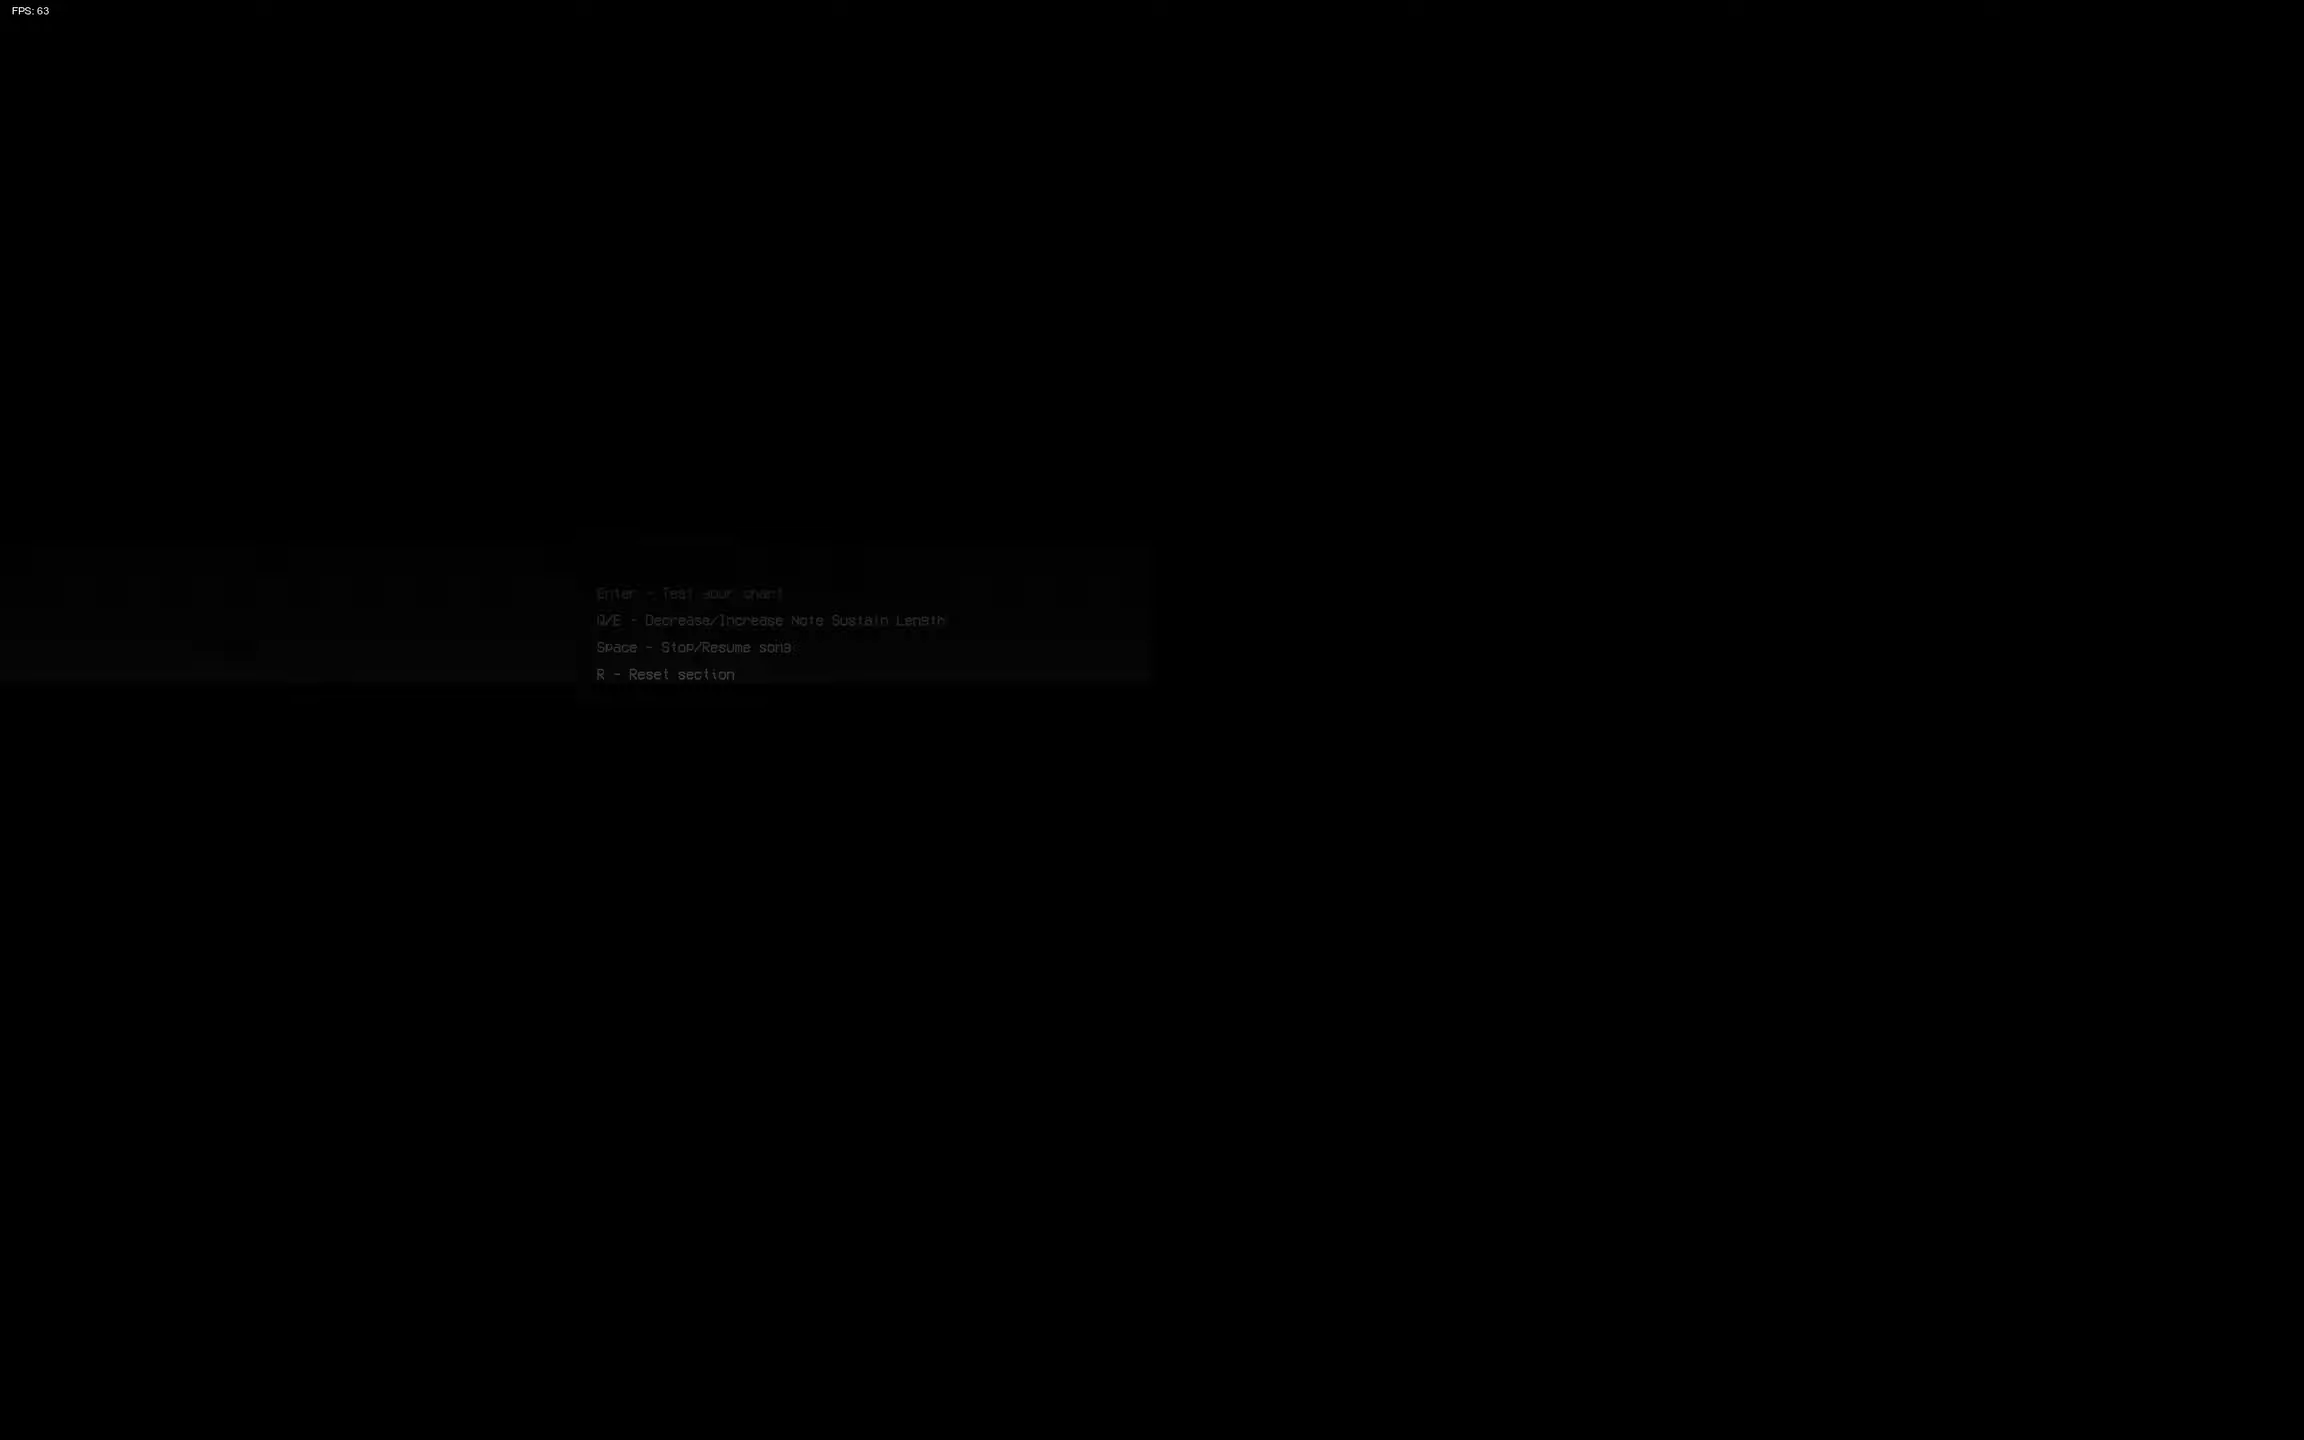 FPS: 63
Enter - Test your chart
Q/E - Decrease/Increase Note Sustain Length
Space - Stop/Resume song
R - Reset section